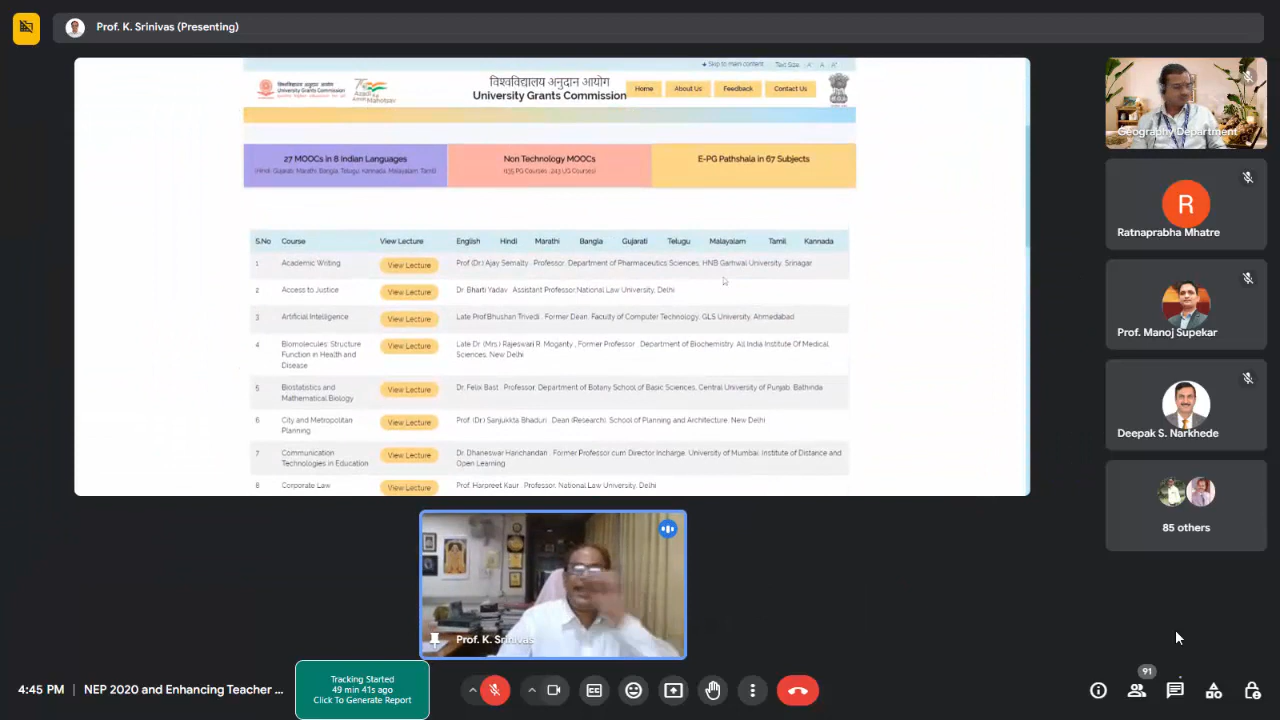 Prof. K. Srinivas (Presenting)
Skip to main content Text Size: A- A A+
विश्वविद्यालय अनुदान आयोग
University Grants Commission
Home About Us Feedback Contact Us
27 MOOCs in 8 Indian Languages
(Hindi, Gujarati, Marathi, Bangla, Telugu, Kannada, Malayalam, Tamil)
Non Technology MOOCs
(135 PG Courses , 243 UG Courses)
E-PG Pathshala in 67 Subjects
S.No Course View Lecture English Hindi Marathi Bangla Gujarati Telugu Malayalam Tamil Kannada
1 Academic Writing View Lecture Prof (Dr.) Ajay Semalty , Professor, Department of Pharmaceutics Sciences, HNB Garhwal University, Srinagar
2 Access to Justice View Lecture Dr. Bharti Yadav , Assistant Professor,National Law University, Delhi
3 Artificial Intelligence View Lecture Late Prof Bhushan Trivedi , Former Dean, Faculty of Computer Technology, GLS University, Ahmedabad
4 Biomolecules: Structure Function in Health and Disease View Lecture Late Dr. (Mrs.) Rajeswari R. Moganty , Former Professor , Department of Biochemistry, All India Institute Of Medical Sciences, New Delhi
5 Biostatistics and Mathematical Biology View Lecture Dr. Felix Bast , Professor, Department of Botany School of Basic Sciences, Central University of Punjab, Bathinda
6 City and Metropolitan Planning View Lecture Prof. (Dr) Sanjukkta Bhaduri , Dean (Research), School of Planning and Architecture, New Delhi
7 Communication Technologies in Education View Lecture Dr. Dhaneswar Harichandan , Former Professor cum Director Incharge, University of Mumbai, Institute of Distance and Open Learning
8 Corporate Law View Lecture Prof. Harpreet Kaur , Professor, National Law University, Delhi
Geography Department
R
Ratnaprabha Mhatre
Prof. Manoj Supekar
Deepak S. Narkhede
85 others
Prof. K. Srinivas
4:45 PM NEP 2020 and Enhancing Teacher ...
Tracking Started
49 min 41s ago
Click To Generate Report
91